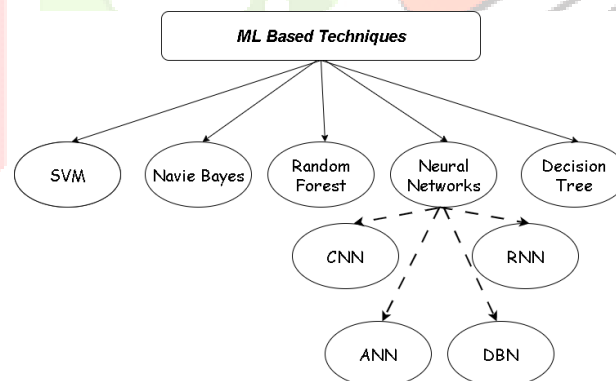 ML Based Techniques
SVM
Navie Bayes
Random
Forest
Neural
Networks
Decision
Tree
CNN
RNN
ANN
DBN